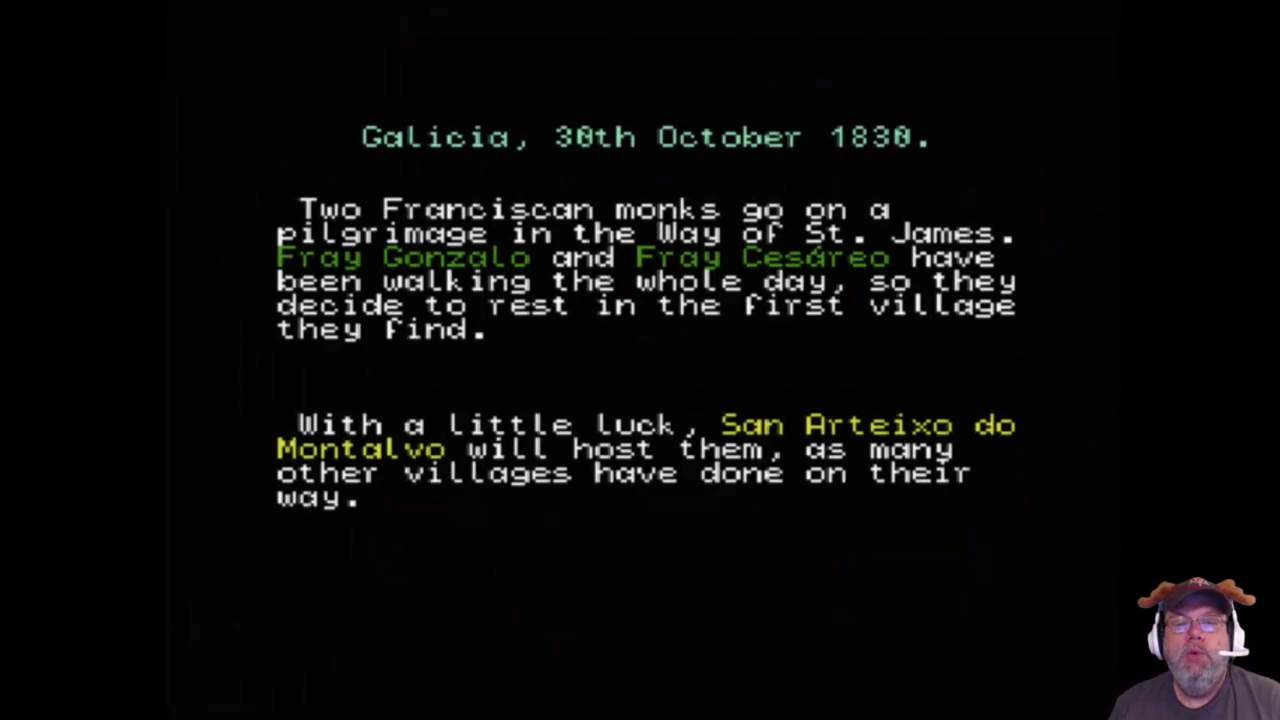 Galicia, 30th October 1830.
Two Franciscan monks go on a
pilgrimage in the Way of St. James.
Fray Gonzalo and Fray Cesáreo have
been walking the whole day, so they
decide to rest in the first village
they find.
With a little luck, San Arteixo do
Montalvo will host them, as many
other villages have done on their
way.